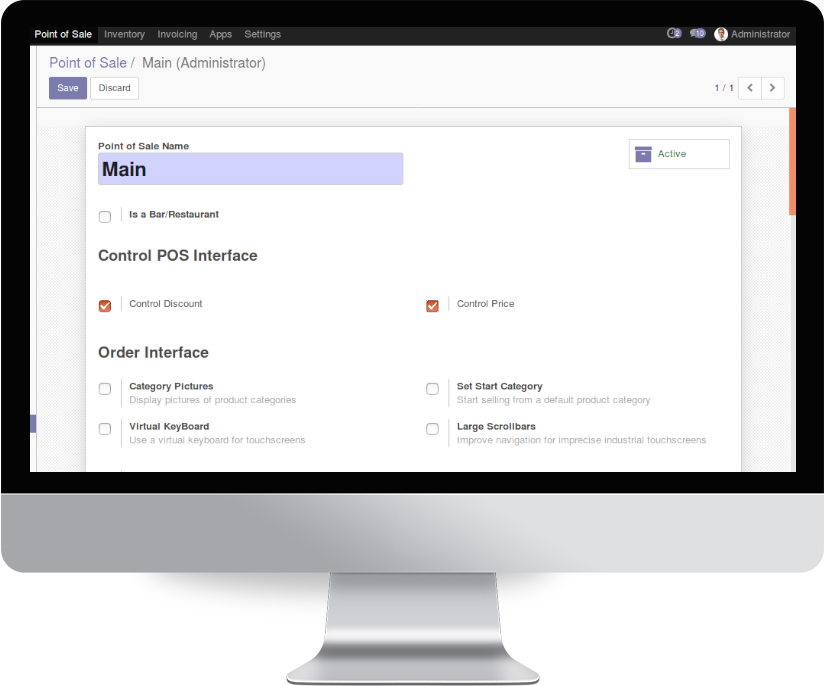 Point of Sale Inventory Invoicing Apps Settings 2 10 Administrator
Point of Sale / Main (Administrator)
Save Discard 1 / 1
Point of Sale Name
Active
Main
Is a Bar/Restaurant
Control POS Interface
Control Discount Control Price
Order Interface
Category Pictures Set Start Category
Display pictures of product categories Start selling from a default product category
Virtual KeyBoard Large Scrollbars
Use a virtual keyboard for touchscreens Improve navigation for imprecise industrial touchscreens